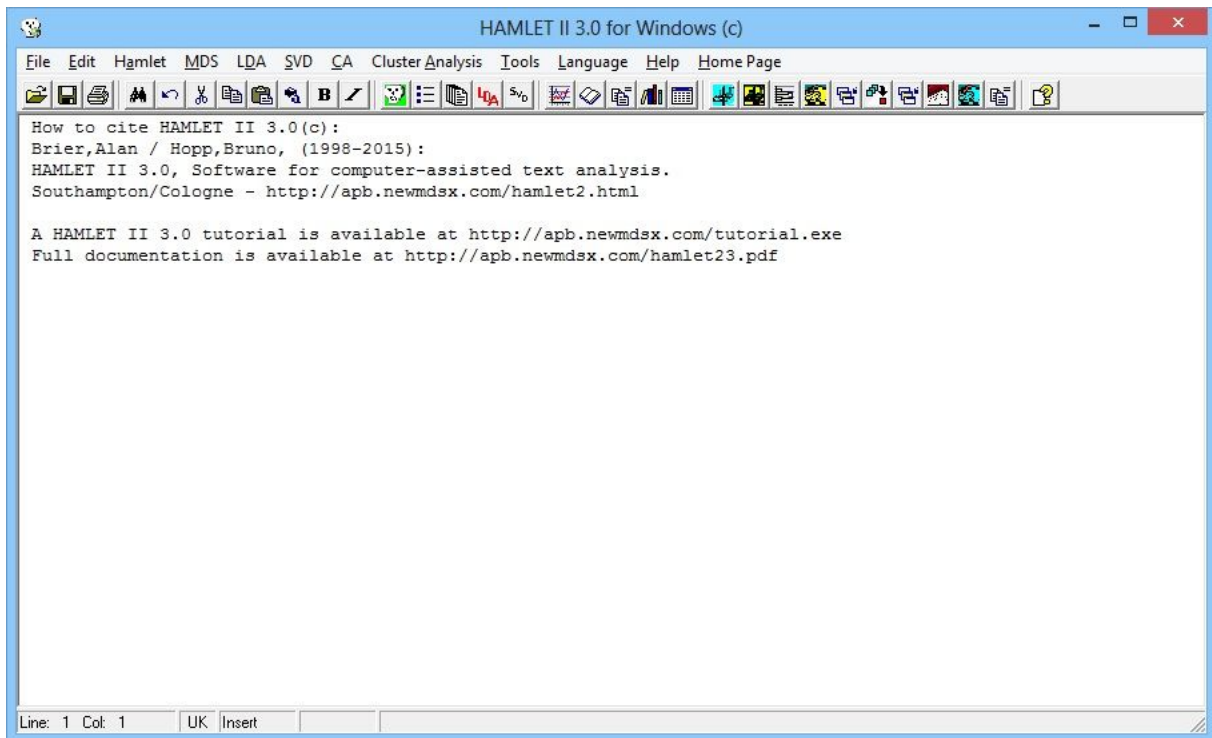 HAMLET II 3.0 for Windows (c)
File Edit Hamlet MDS LDA SVD CA Cluster Analysis Tools Language Help Home Page
B I LDA SVD
How to cite HAMLET II 3.0(c):
Brier,Alan / Hopp,Bruno, (1998-2015):
HAMLET II 3.0, Software for computer-assisted text analysis.
Southampton/Cologne - http://apb.newmdsx.com/hamlet2.html
A HAMLET II 3.0 tutorial is available at http://apb.newmdsx.com/tutorial.exe
Full documentation is available at http://apb.newmdsx.com/hamlet23.pdf
Line: 1 Col: 1 UK Insert